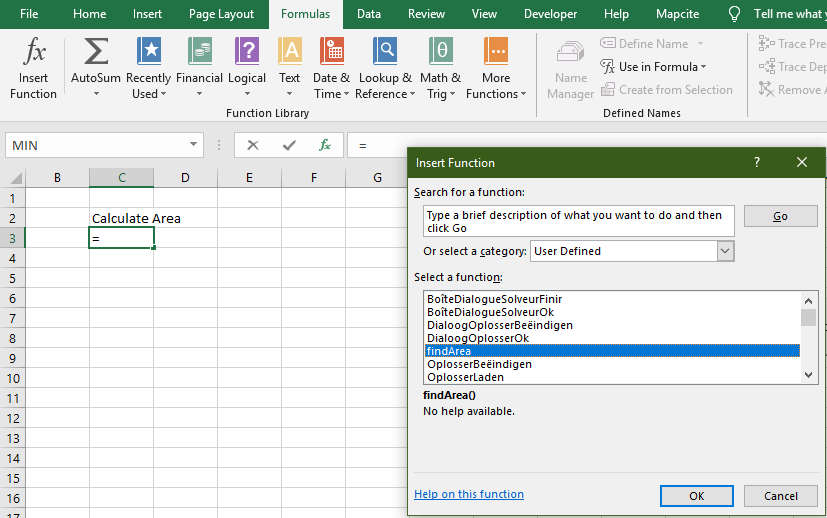 File Home Insert Page Layout Formulas Data Review View Developer Help Mapcite Tell me what
Insert Function
AutoSum
Recently Used
Financial
Logical
Text
Date & Time
Lookup & Reference
Math & Trig
More Functions
Function Library
Name Manager
Define Name
Use in Formula
Create from Selection
Defined Names
Trace
Trace
Remove
MIN
fx
=
B C D E F G
1
2 Calculate Area
3 =
4
5
6
7
8
9
10
11
12
13
14
15
16
Insert Function
?
Search for a function:
Type a brief description of what you want to do and then
click Go
Go
Or select a category: User Defined
Select a function:
BoîteDialogueSolveurFinir
BoîteDialogueSolveurOk
DialoogOplosserBeëindigen
DialoogOplosserOk
findArea
OplosserBeëindigen
OplosserLaden
findArea()
No help available.
Help on this function
OK Cancel